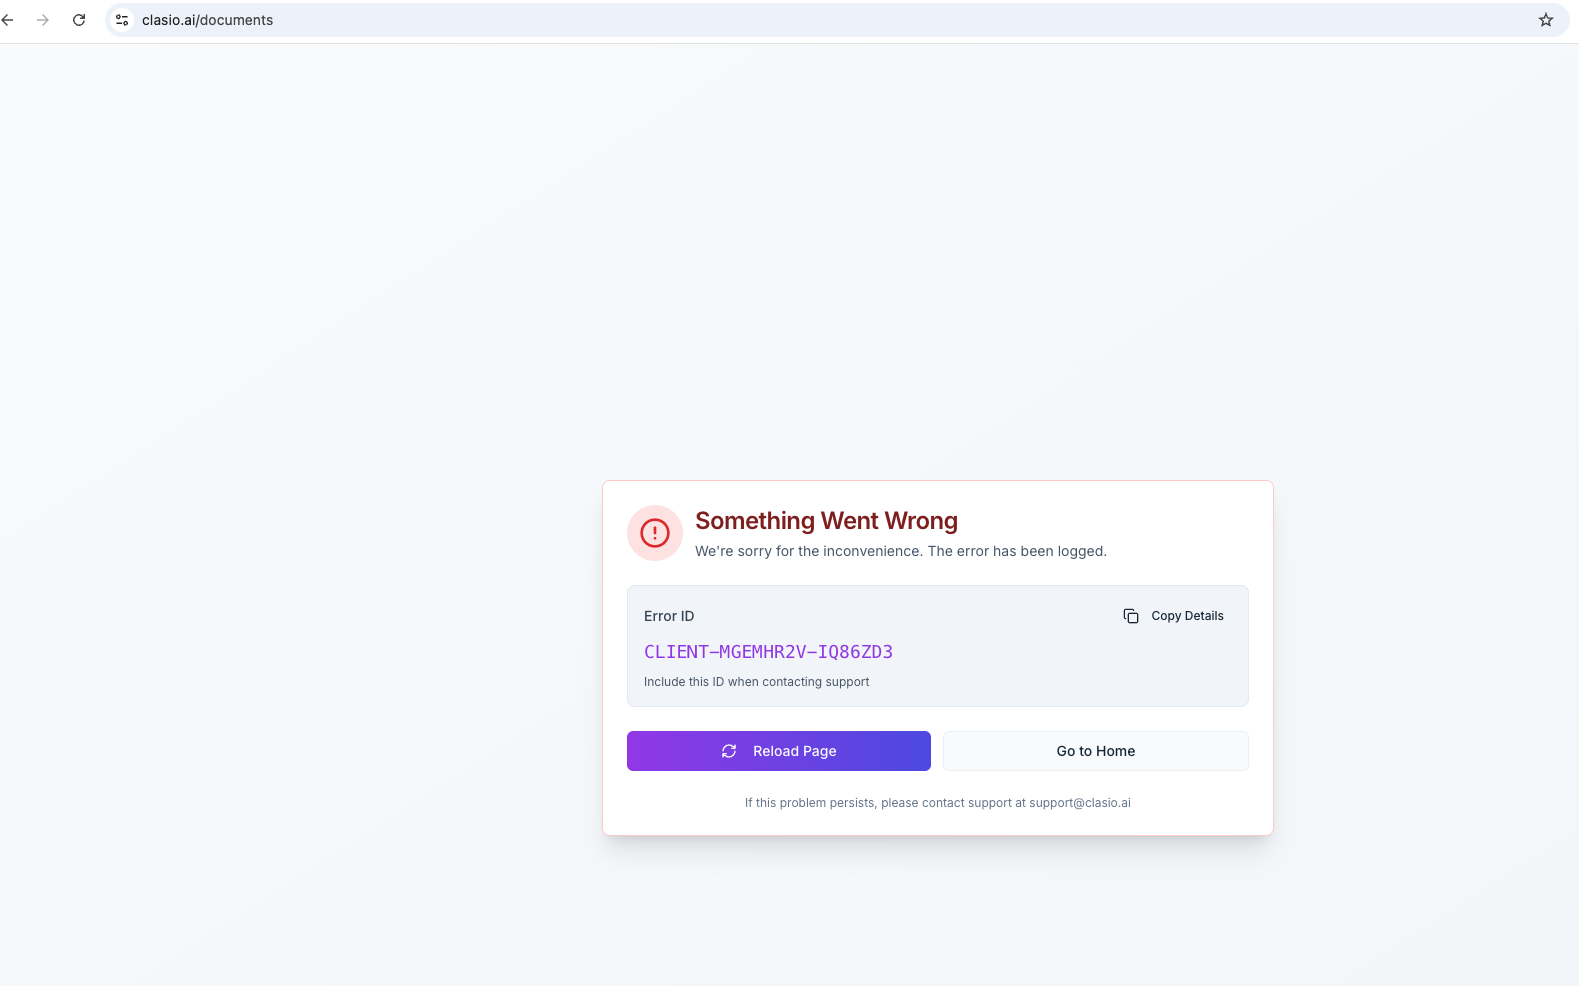 clasio.ai/documents
Something Went Wrong
We're sorry for the inconvenience. The error has been logged.
Error ID
Copy Details
CLIENT-MGEMHR2V-IQ86ZD3
Include this ID when contacting support
Reload Page
Go to Home
If this problem persists, please contact support at support@clasio.ai